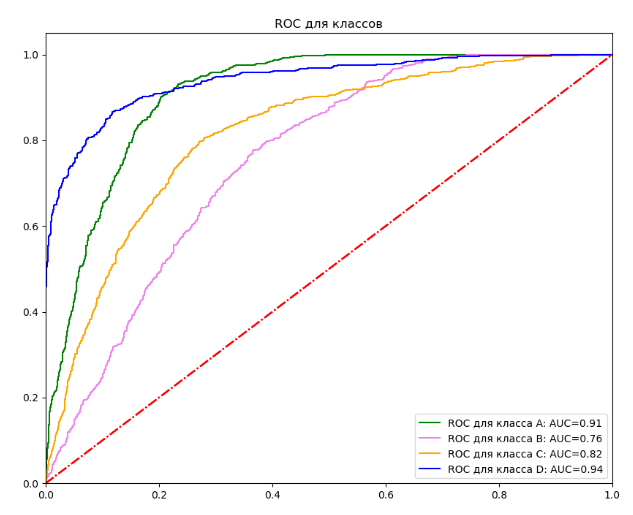 ROC для классов
1.0
0.8
0.6
0.4
0.2
0.0
0.0 0.2 0.4 0.6 0.8 1.0
ROC для класса A: AUC=0.91
ROC для класса B: AUC=0.76
ROC для класса C: AUC=0.82
ROC для класса D: AUC=0.94